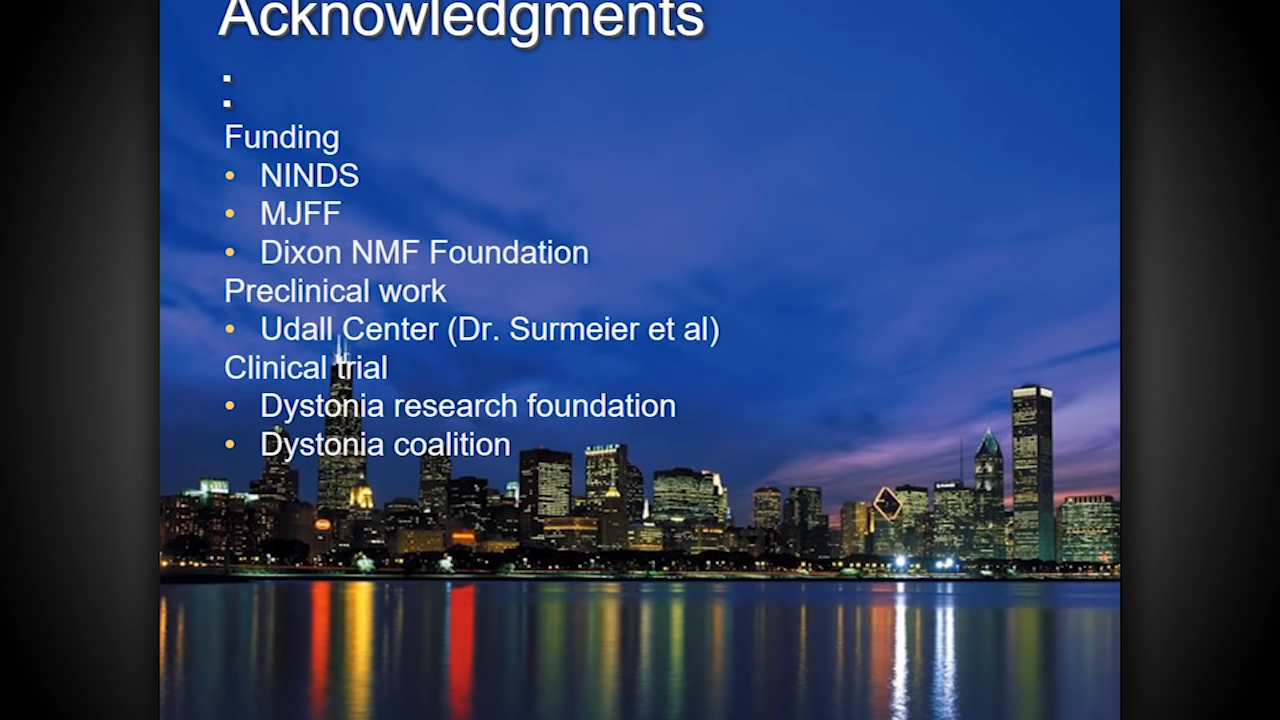 Acknowledgments
:
Funding
• NINDS
• MJFF
• Dixon NMF Foundation
Preclinical work
• Udall Center (Dr. Surmeier et al)
Clinical trial
• Dystonia research foundation
• Dystonia coalition